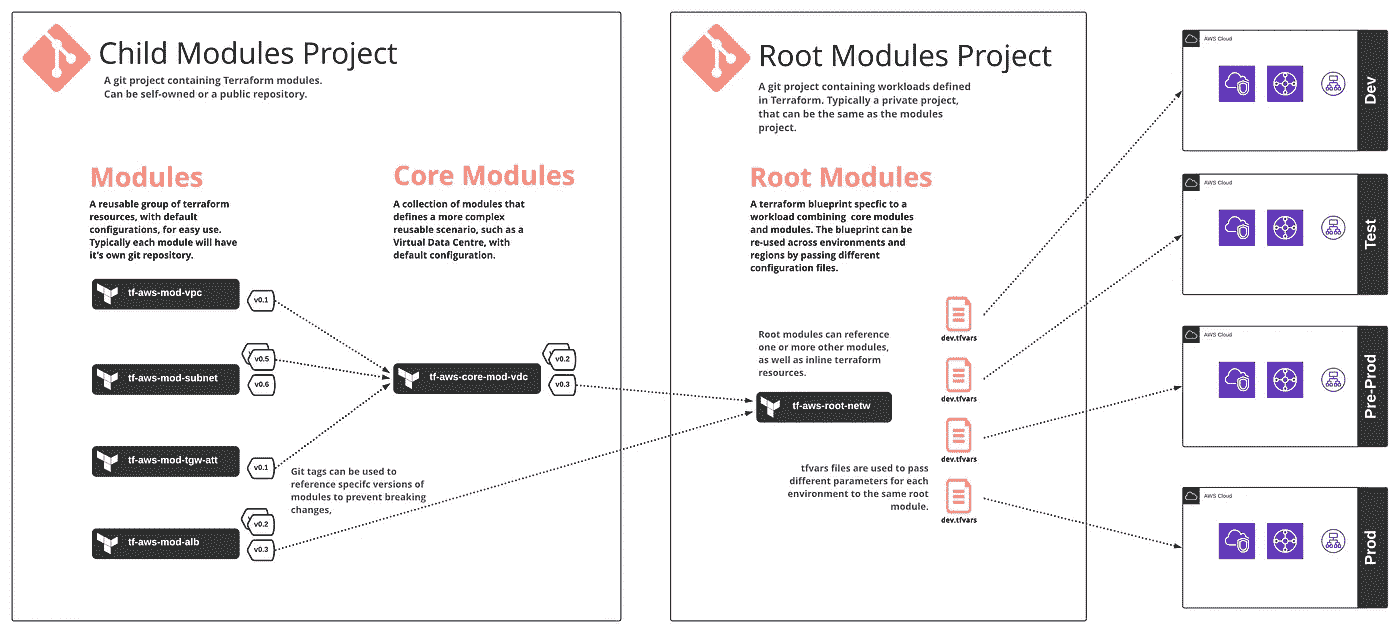 Child Modules Project
A git project containing Terraform modules.
Can be self-owned or a public repository.
Modules
A reusable group of terraform
resources, with default
configurations, for easy use.
Typically each module will have
it's own git repository.
Core Modules
A collection of modules that
defines a more complex
reusable scenario, such as a
Virtual Data Centre, with
default configuration.
tf-aws-mod-vpc
v0.1
tf-aws-mod-subnet
v0.5
v0.6
tf-aws-core-mod-vdc
v0.2
v0.3
tf-aws-mod-tgw-att
v0.1
Git tags can be used to
reference specifc versions of
modules to prevent breaking
changes,
tf-aws-mod-alb
v0.2
v0.3
Root Modules Project
A git project containing workloads defined
in Terraform. Typically a private project,
that can be the same as the modules
project.
Root Modules
A terraform blueprint specfic to a
workload combining core modules
and modules. The blueprint can be
re-used across environments and
regions by passing different
configuration files.
Root modules can reference
one or more other modules,
as well as inline terraform
resources.
tf-aws-root-netw
tfvars files are used to pass
different parameters for each
environment to the same root
module.
dev.tfvars
dev.tfvars
dev.tfvars
dev.tfvars
AWS Cloud
Dev
AWS Cloud
Test
AWS Cloud
Pre-Prod
AWS Cloud
Prod